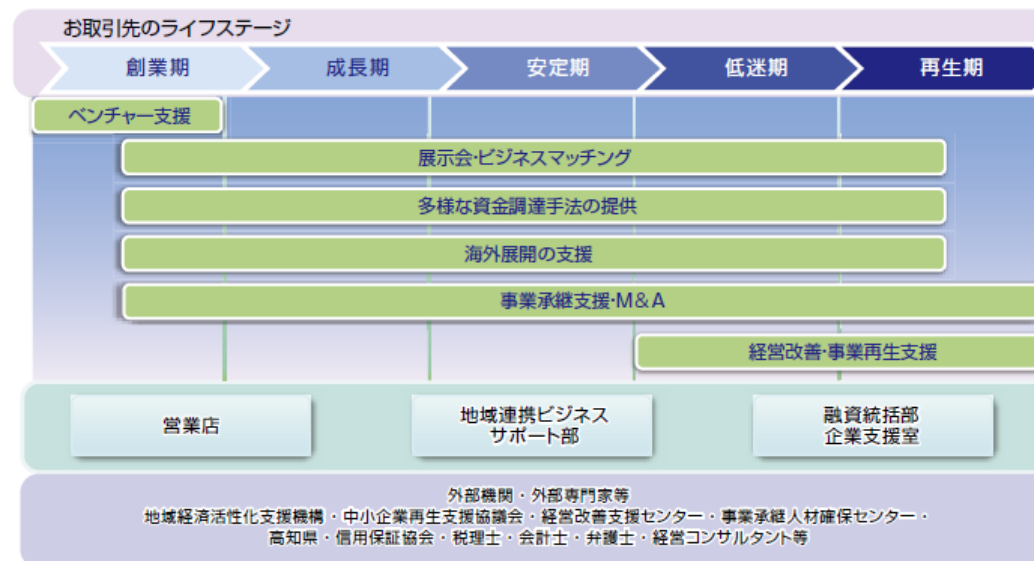 お取引先のライフステージ
創業期
成長期
安定期
低迷期
再生期
ベンチャー支援
展示会・ビジネスマッチング
多様な資金調達手法の提供
海外展開の支援
事業承継支援・M&A
経営改善・事業再生支援
営業店
地域連携ビジネス
サポート部
融資統括部
企業支援室
外部機関・外部専門家等
地域経済活性化支援機構・中小企業再生支援協議会・経営改善支援センター・事業承継人材確保センター・
高知県・信用保証協会・税理士・会計士・弁護士・経営コンサルタント等